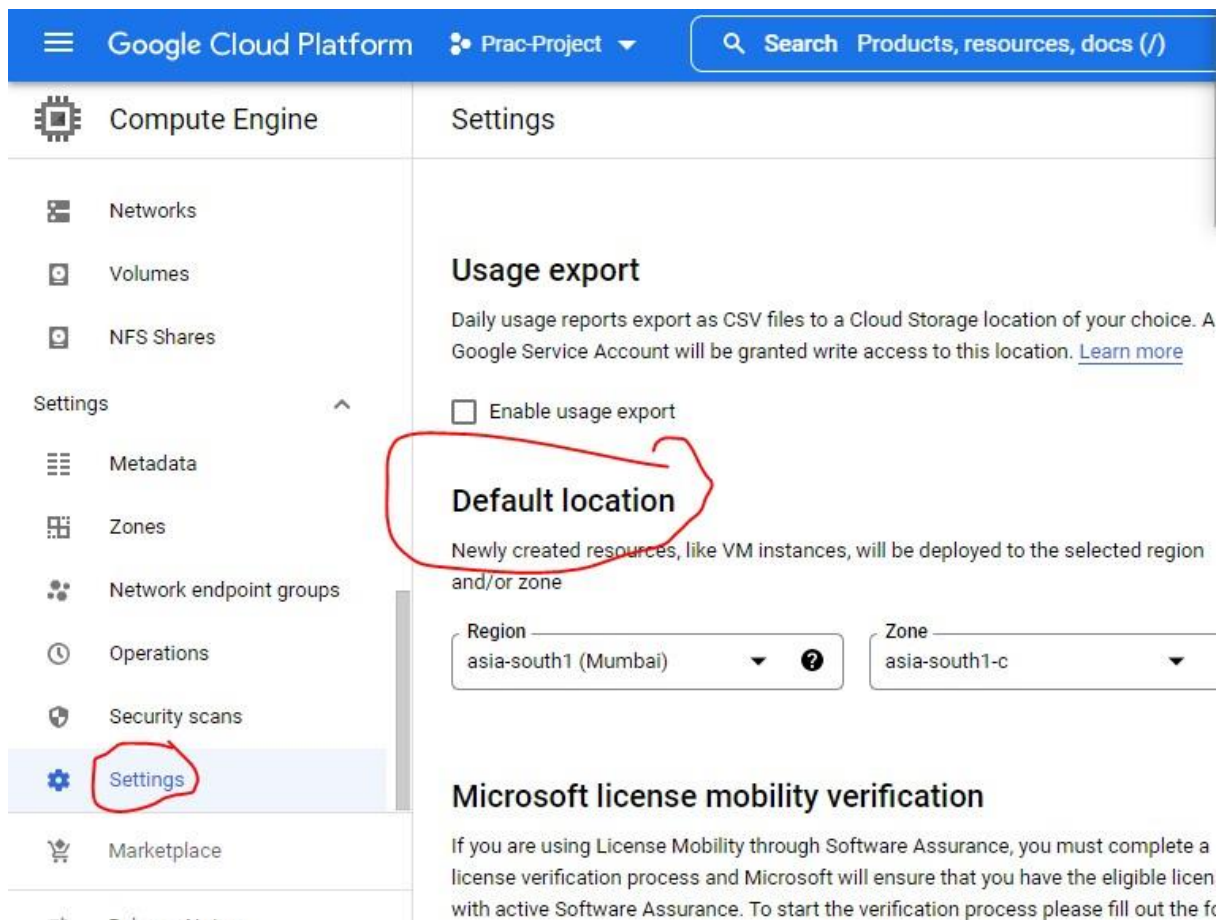 Google Cloud Platform Prac-Project Search Products, resources, docs (/)
Compute Engine
Networks
Volumes
NFS Shares
Settings
Metadata
Zones
Network endpoint groups
Operations
Security scans
Settings
Marketplace
Settings
Usage export
Daily usage reports export as CSV files to a Cloud Storage location of your choice. A
Google Service Account will be granted write access to this location. Learn more
Enable usage export
Default location
Newly created resources, like VM instances, will be deployed to the selected region
and/or zone
Region
asia-south1 (Mumbai)
Zone
asia-south1-c
Microsoft license mobility verification
If you are using License Mobility through Software Assurance, you must complete a
license verification process and Microsoft will ensure that you have the eligible licen
with active Software Assurance. To start the verification process please fill out the fo